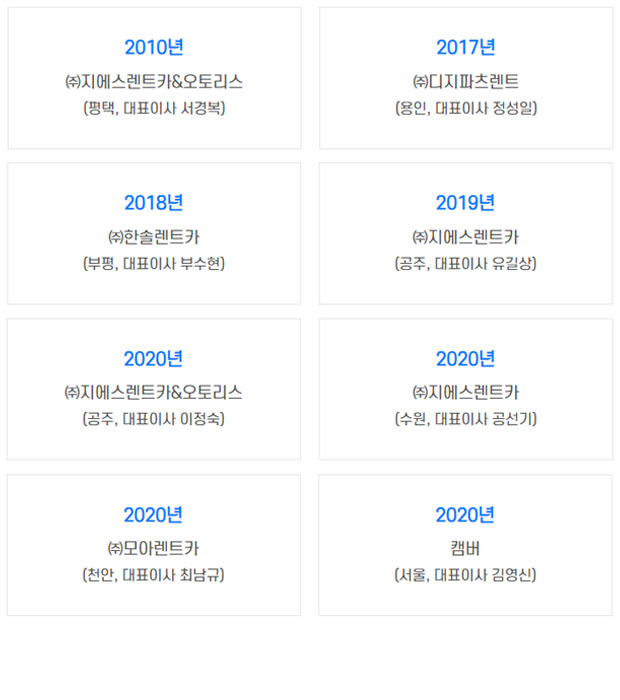 2010년
㈜지에스렌트카&오토리스
(평택, 대표이사 서경복)
2017년
㈜디지파츠렌트
(용인, 대표이사 정성일)
2018년
㈜한솔렌트카
(부평, 대표이사 부수현)
2019년
㈜지에스렌트카
(공주, 대표이사 유길상)
2020년
㈜지에스렌트카&오토리스
(공주, 대표이사 이정숙)
2020년
㈜지에스렌트카
(수원, 대표이사 공선기)
2020년
㈜모아렌트카
(천안, 대표이사 최남규)
2020년
캠버
(서울, 대표이사 김영신)